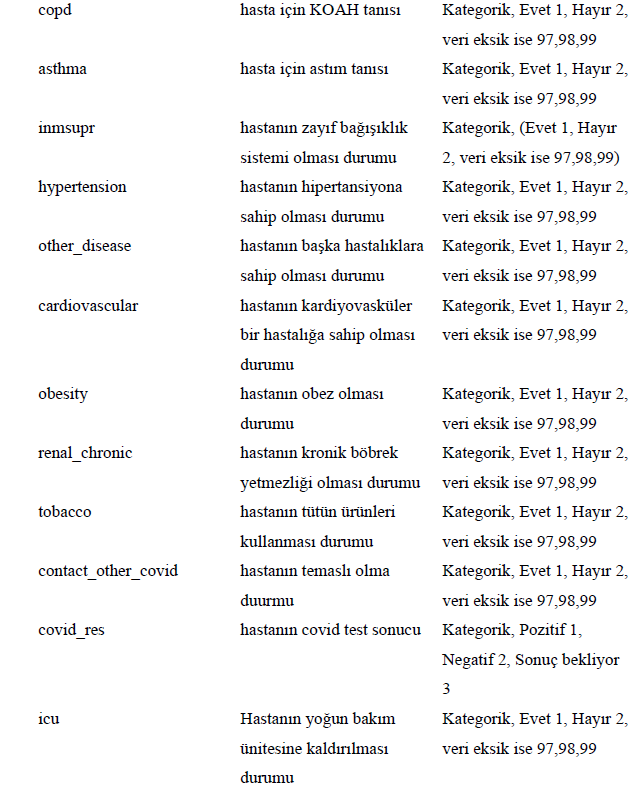 copd hasta için KOAH tanısı Kategorik, Evet 1, Hayır 2,
veri eksik ise 97,98,99
asthma hasta için astım tanısı Kategorik, Evet 1, Hayır 2,
veri eksik ise 97,98,99
inmsupr hastanın zayıf bağışıklık Kategorik, (Evet 1, Hayır
sistemi olması durumu 2, veri eksik ise 97,98,99)
hypertension hastanın hipertansiyona Kategorik, Evet 1, Hayır 2,
sahip olması durumu veri eksik ise 97,98,99
other_disease hastanın başka hastalıklara Kategorik, Evet 1, Hayır 2,
sahip olması durumu veri eksik ise 97,98,99
cardiovascular hastanın kardiyovasküler Kategorik, Evet 1, Hayır 2,
bir hastalığa sahip olması veri eksik ise 97,98,99
durumu
obesity hastanın obez olması Kategorik, Evet 1, Hayır 2,
durumu veri eksik ise 97,98,99
renal_chronic hastanın kronik böbrek Kategorik, Evet 1, Hayır 2,
yetmezliği olması durumu veri eksik ise 97,98,99
tobacco hastanın tütün ürünleri Kategorik, Evet 1, Hayır 2,
kullanması durumu veri eksik ise 97,98,99
contact_other_covid hastanın temaslı olma Kategorik, Evet 1, Hayır 2,
duurmu veri eksik ise 97,98,99
covid_res hastanın covid test sonucu Kategorik, Pozitif 1,
Negatif 2, Sonuç bekliyor
3
icu Hastanın yoğun bakım Kategorik, Evet 1, Hayır 2,
ünitesine kaldırılması veri eksik ise 97,98,99
durumu